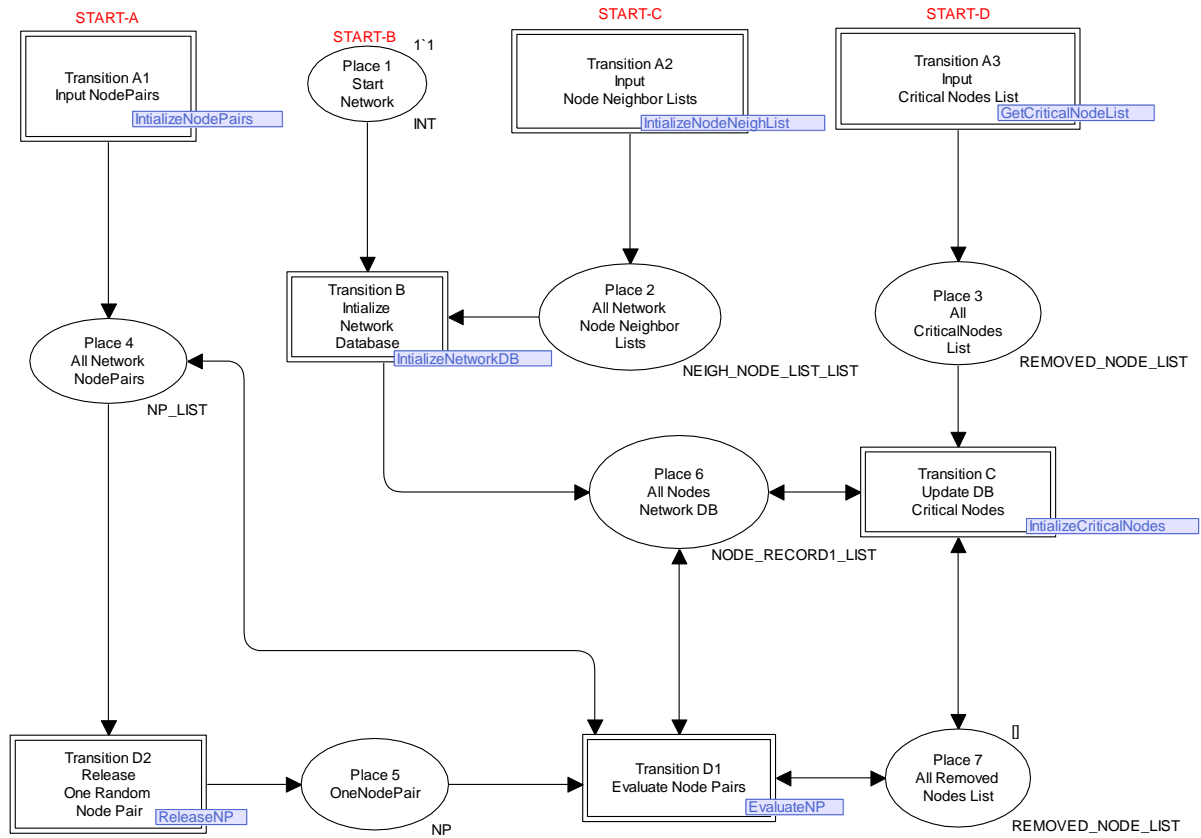 START-A
START-B
START-C
START-D
Transition A1
Input NodePairs
IntializeNodePairs
1`1
Place 1
Start
Network
INT
Transition A2
Input
Node Neighbor Lists
IntializeNodeNeighList
Transition A3
Input
Critical Nodes List
GetCriticalNodeList
Transition B
Intialize
Network
Database
IntializeNetworkDB
Place 2
All Network
Node Neighbor
Lists
NEIGH_NODE_LIST_LIST
Place 3
All
CriticalNodes
List
REMOVED_NODE_LIST
Place 4
All Network
NodePairs
NP_LIST
Place 6
All Nodes
Network DB
NODE_RECORD1_LIST
Transition C
Update DB
Critical Nodes
IntializeCriticalNodes
Transition D2
Release
One Random
Node Pair
ReleaseNP
Place 5
OneNodePair
NP
Transition D1
Evaluate Node Pairs
EvaluateNP
[]
Place 7
All Removed
Nodes List
REMOVED_NODE_LIST